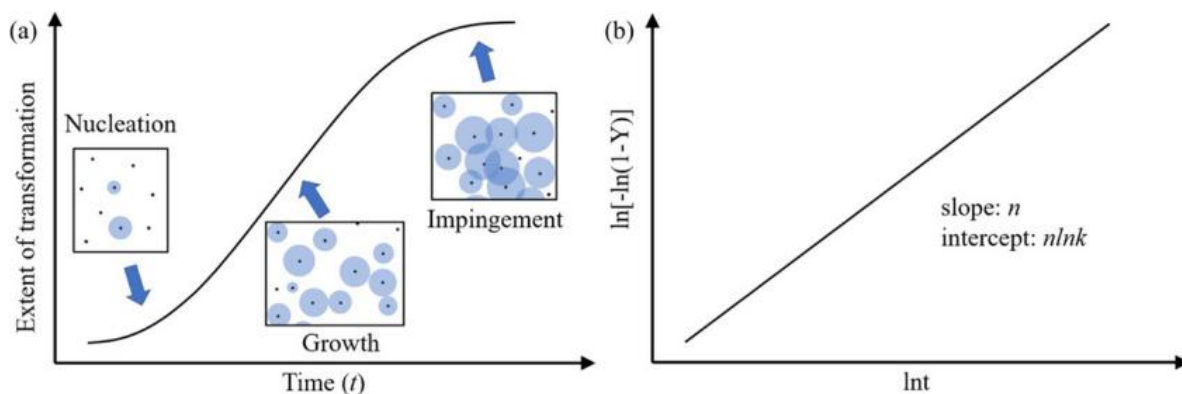 (a)
Extent of transformation
Nucleation
Growth
Impingement
Time (t)
(b)
ln[-ln(1-Y)]
slope: n
intercept: nlnk
lnt